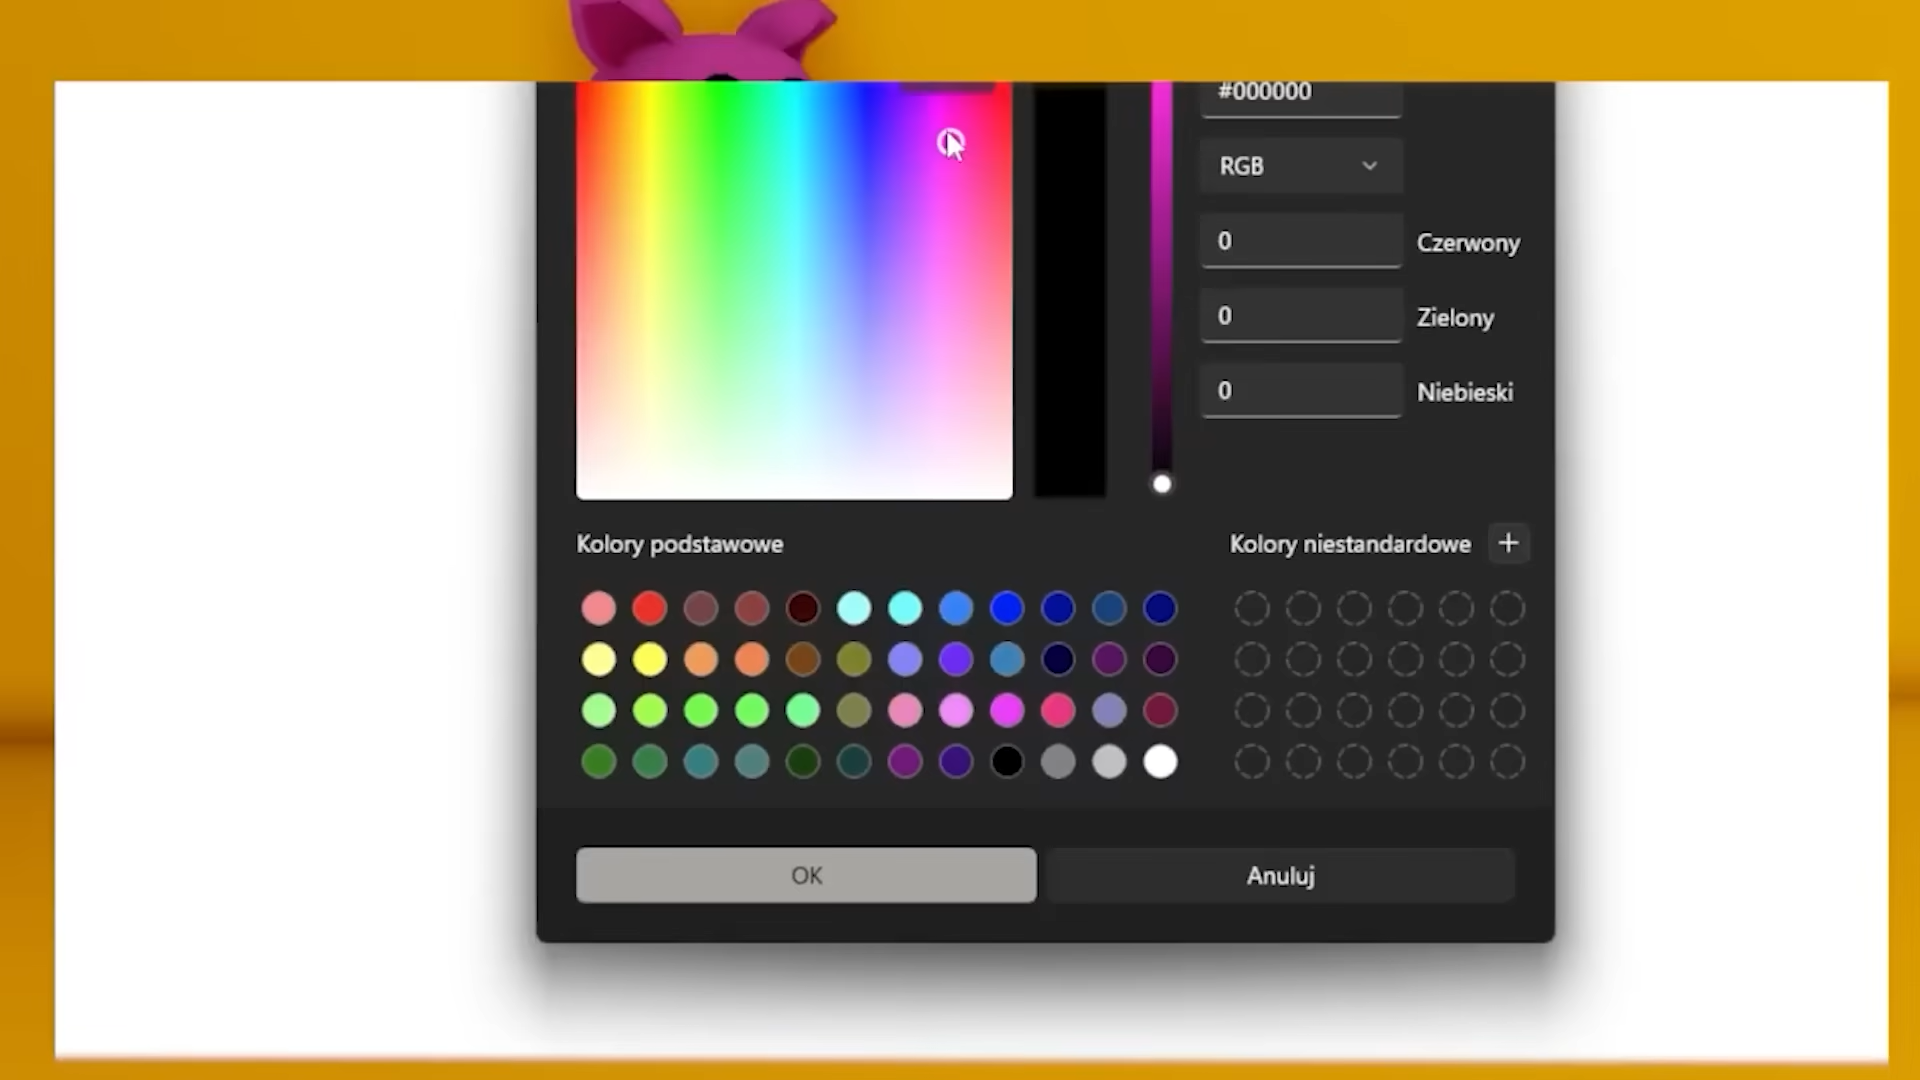 #000000
RGB
0 Czerwony
0 Zielony
0 Niebieski
Kolory podstawowe
Kolory niestandardowe +
OK
Anuluj